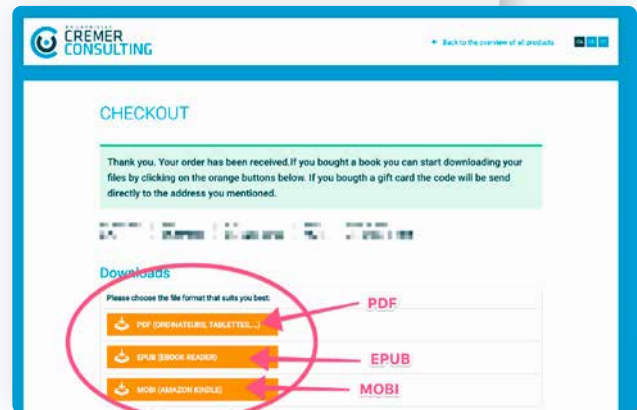 CREMER
CONSULTING
Back to the overview of all products
CHECKOUT
Thank you. Your order has been received.If you bought a book you can start downloading your
files by clicking on the orange buttons below. If you bougth a gift card the code will be send
directly to the address you mentioned.
Downloads
Please choose the file format that suits you best:
PDF (ORDINATEURS, TABLETTES,...)
PDF
EPUB (EBOOK READER)
EPUB
MOBI (AMAZON KINDLE)
MOBI